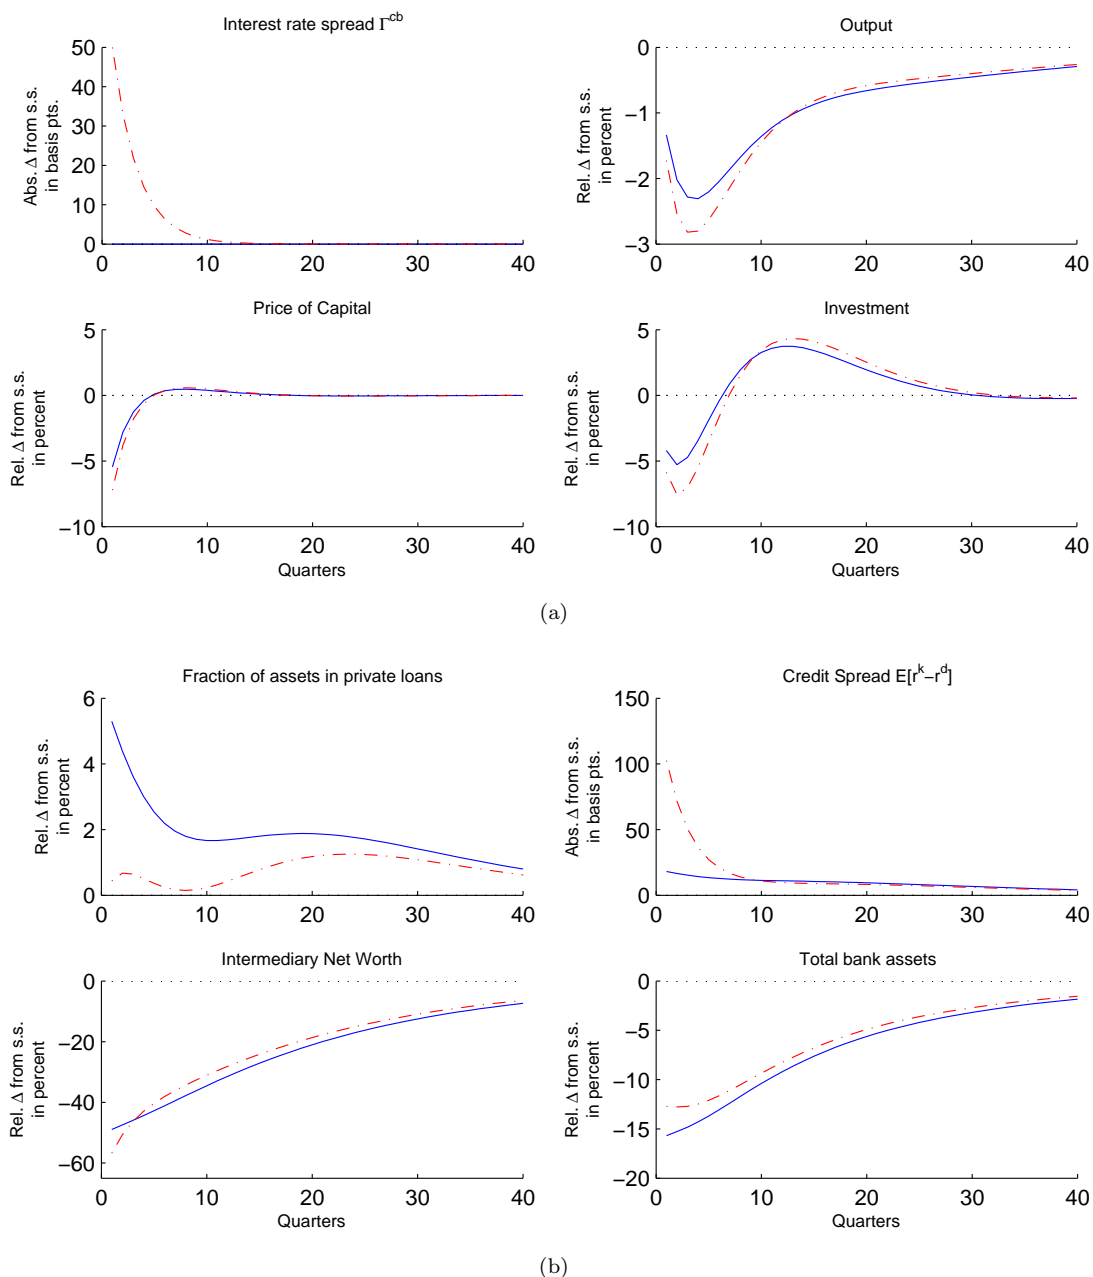 Interest rate spread Γ^cb
Abs. Δ from s.s.
in basis pts.
50
40
30
20
10
0
0
10
20
30
40
Output
Rel. Δ from s.s.
in percent
0
−1
−2
−3
0
10
20
30
40
Price of Capital
Rel. Δ from s.s.
in percent
5
0
−5
−10
0
10
20
30
40
Quarters
Investment
Rel. Δ from s.s.
in percent
5
0
−5
−10
0
10
20
30
40
Quarters
(a)
Fraction of assets in private loans
Rel. Δ from s.s.
in percent
6
4
2
0
0
10
20
30
40
Credit Spread E[r^k−r^d]
Abs. Δ from s.s.
in basis pts.
150
100
50
0
0
10
20
30
40
Intermediary Net Worth
Rel. Δ from s.s.
in percent
0
−20
−40
−60
0
10
20
30
40
Quarters
Total bank assets
Rel. Δ from s.s.
in percent
0
−5
−10
−15
−20
0
10
20
30
40
Quarters
(b)